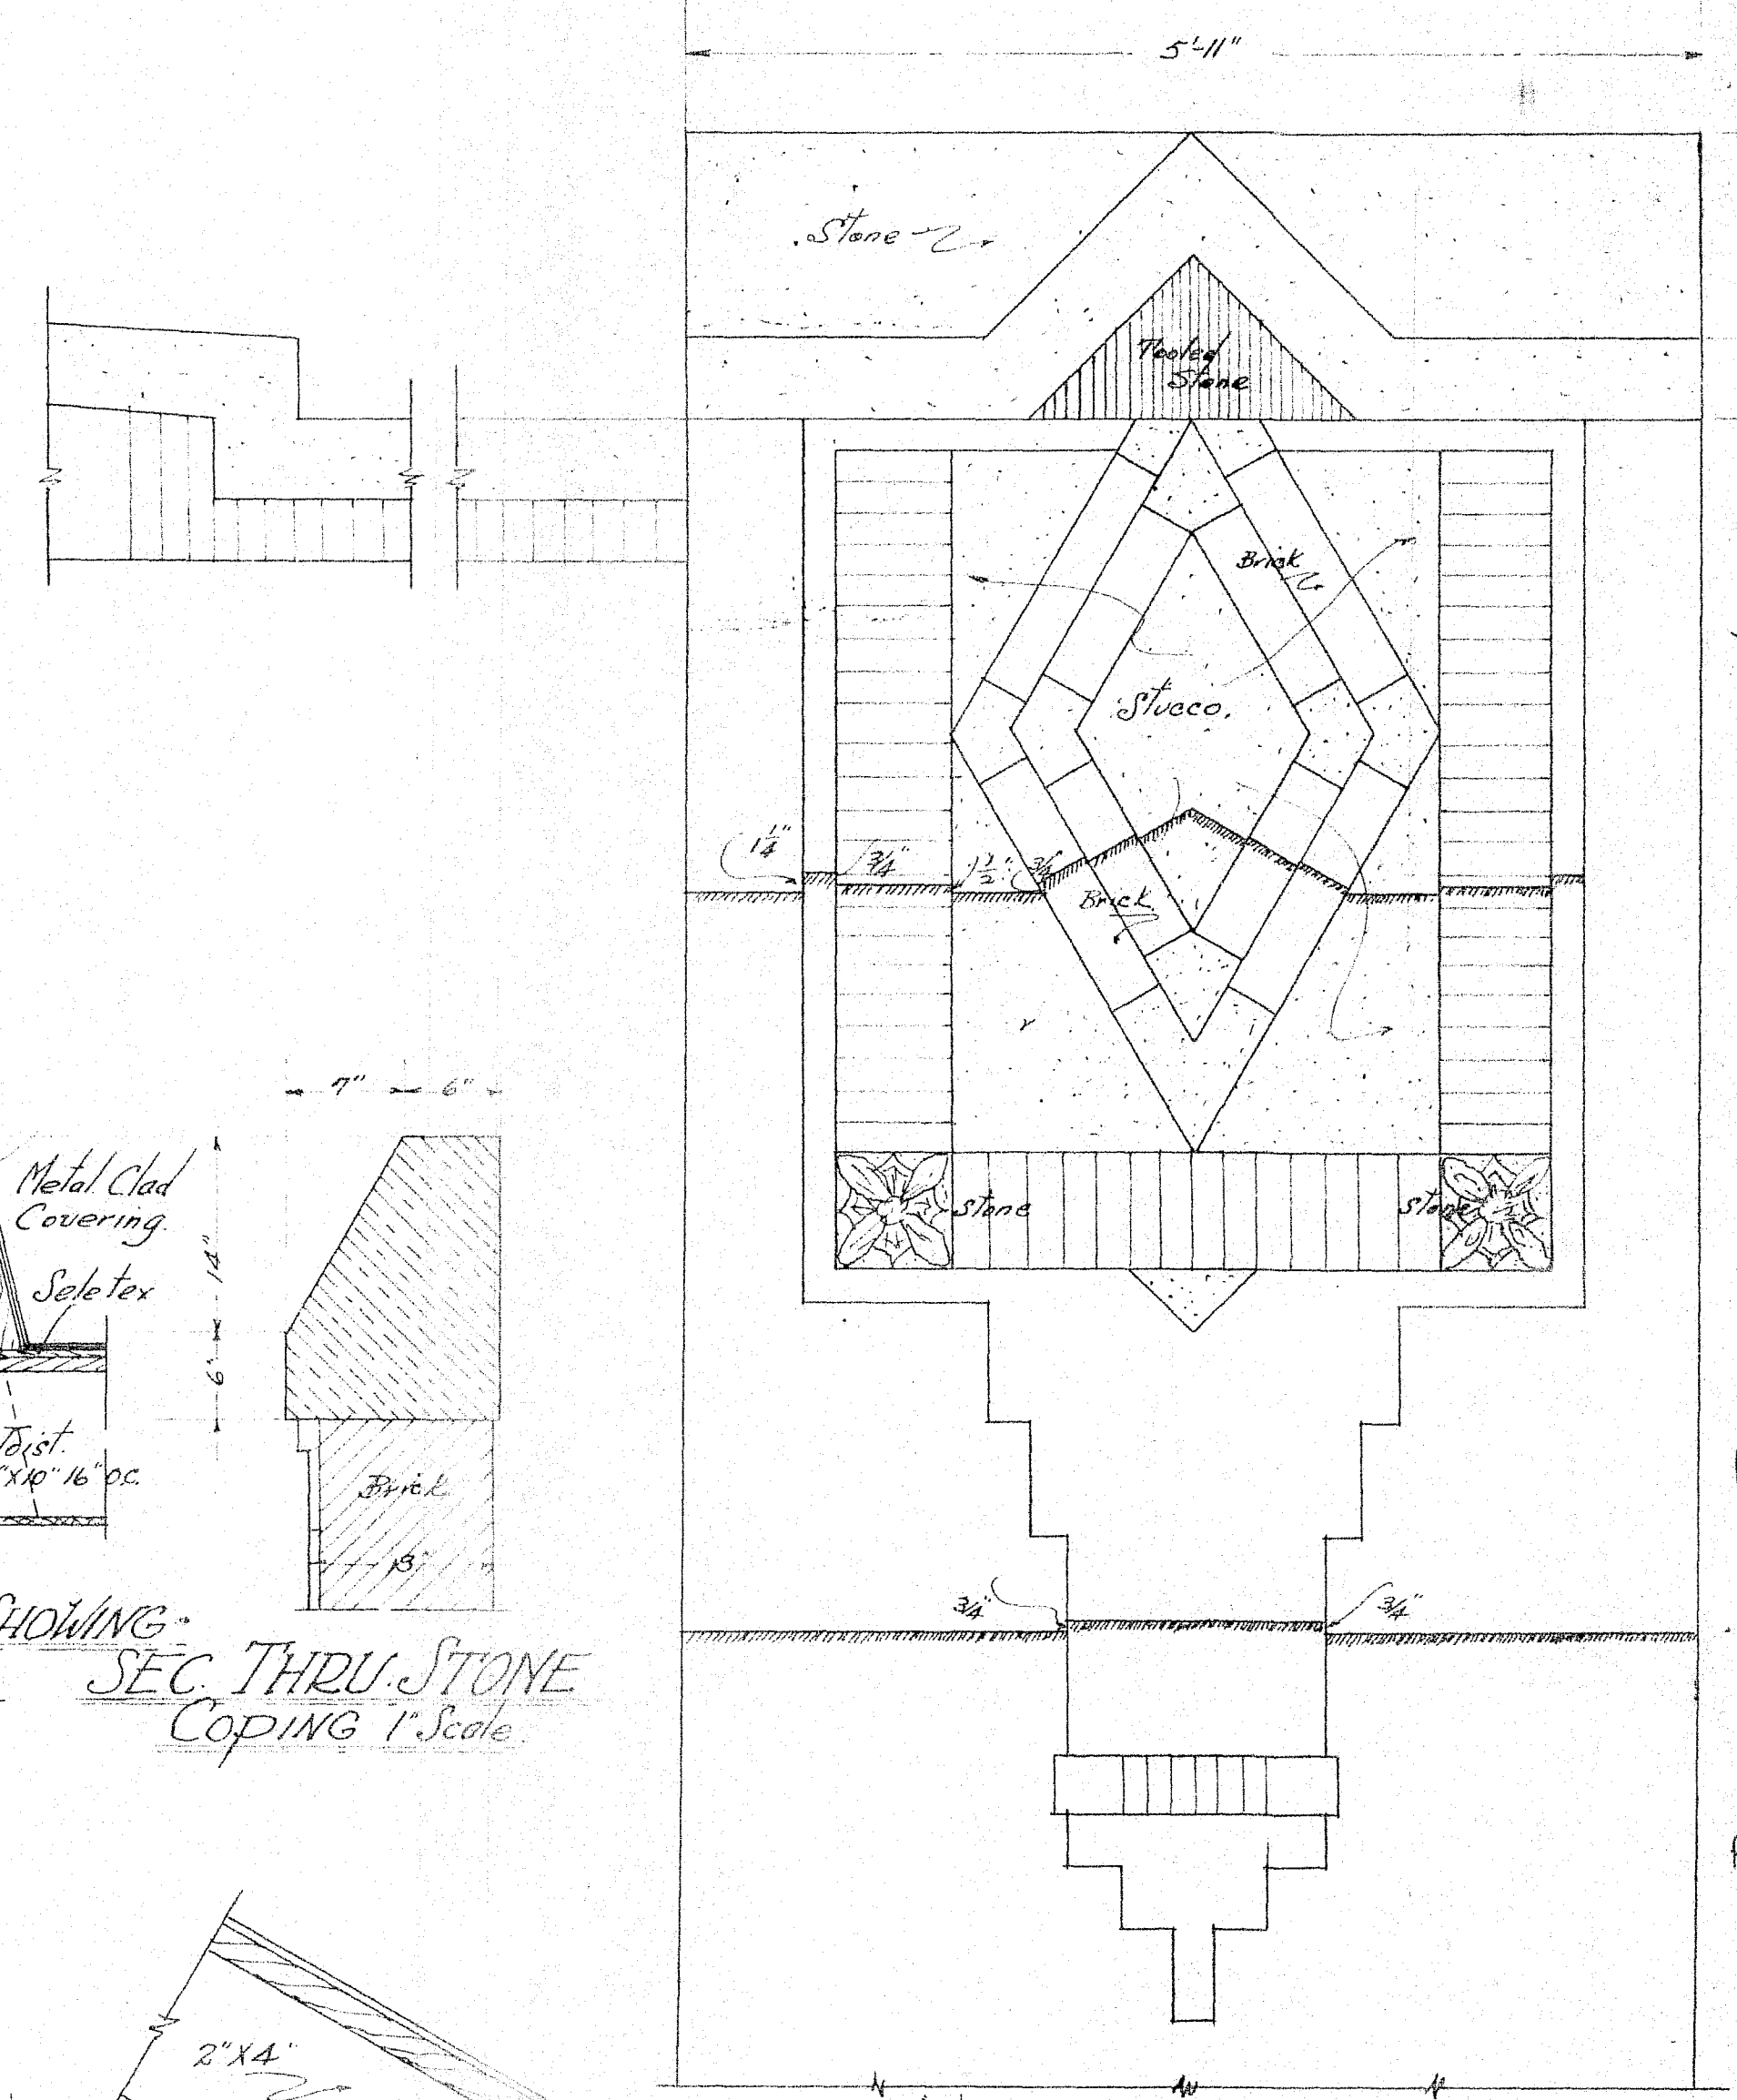 5'-11"
Stone
Tooled
Stone
Brick
Stucco.
1 1/4"
3/4"
1 1/2"
3/4"
Brick
7" 6"
Metal Clad
Covering.
14"
Stone
Stone
Seletex
6"
Joist.
"X10" 16" O.C.
Brick
13"
3/4"
3/4"
SHOWING
SEC. THRU. STONE
COPING 1" Scale
2"X4"